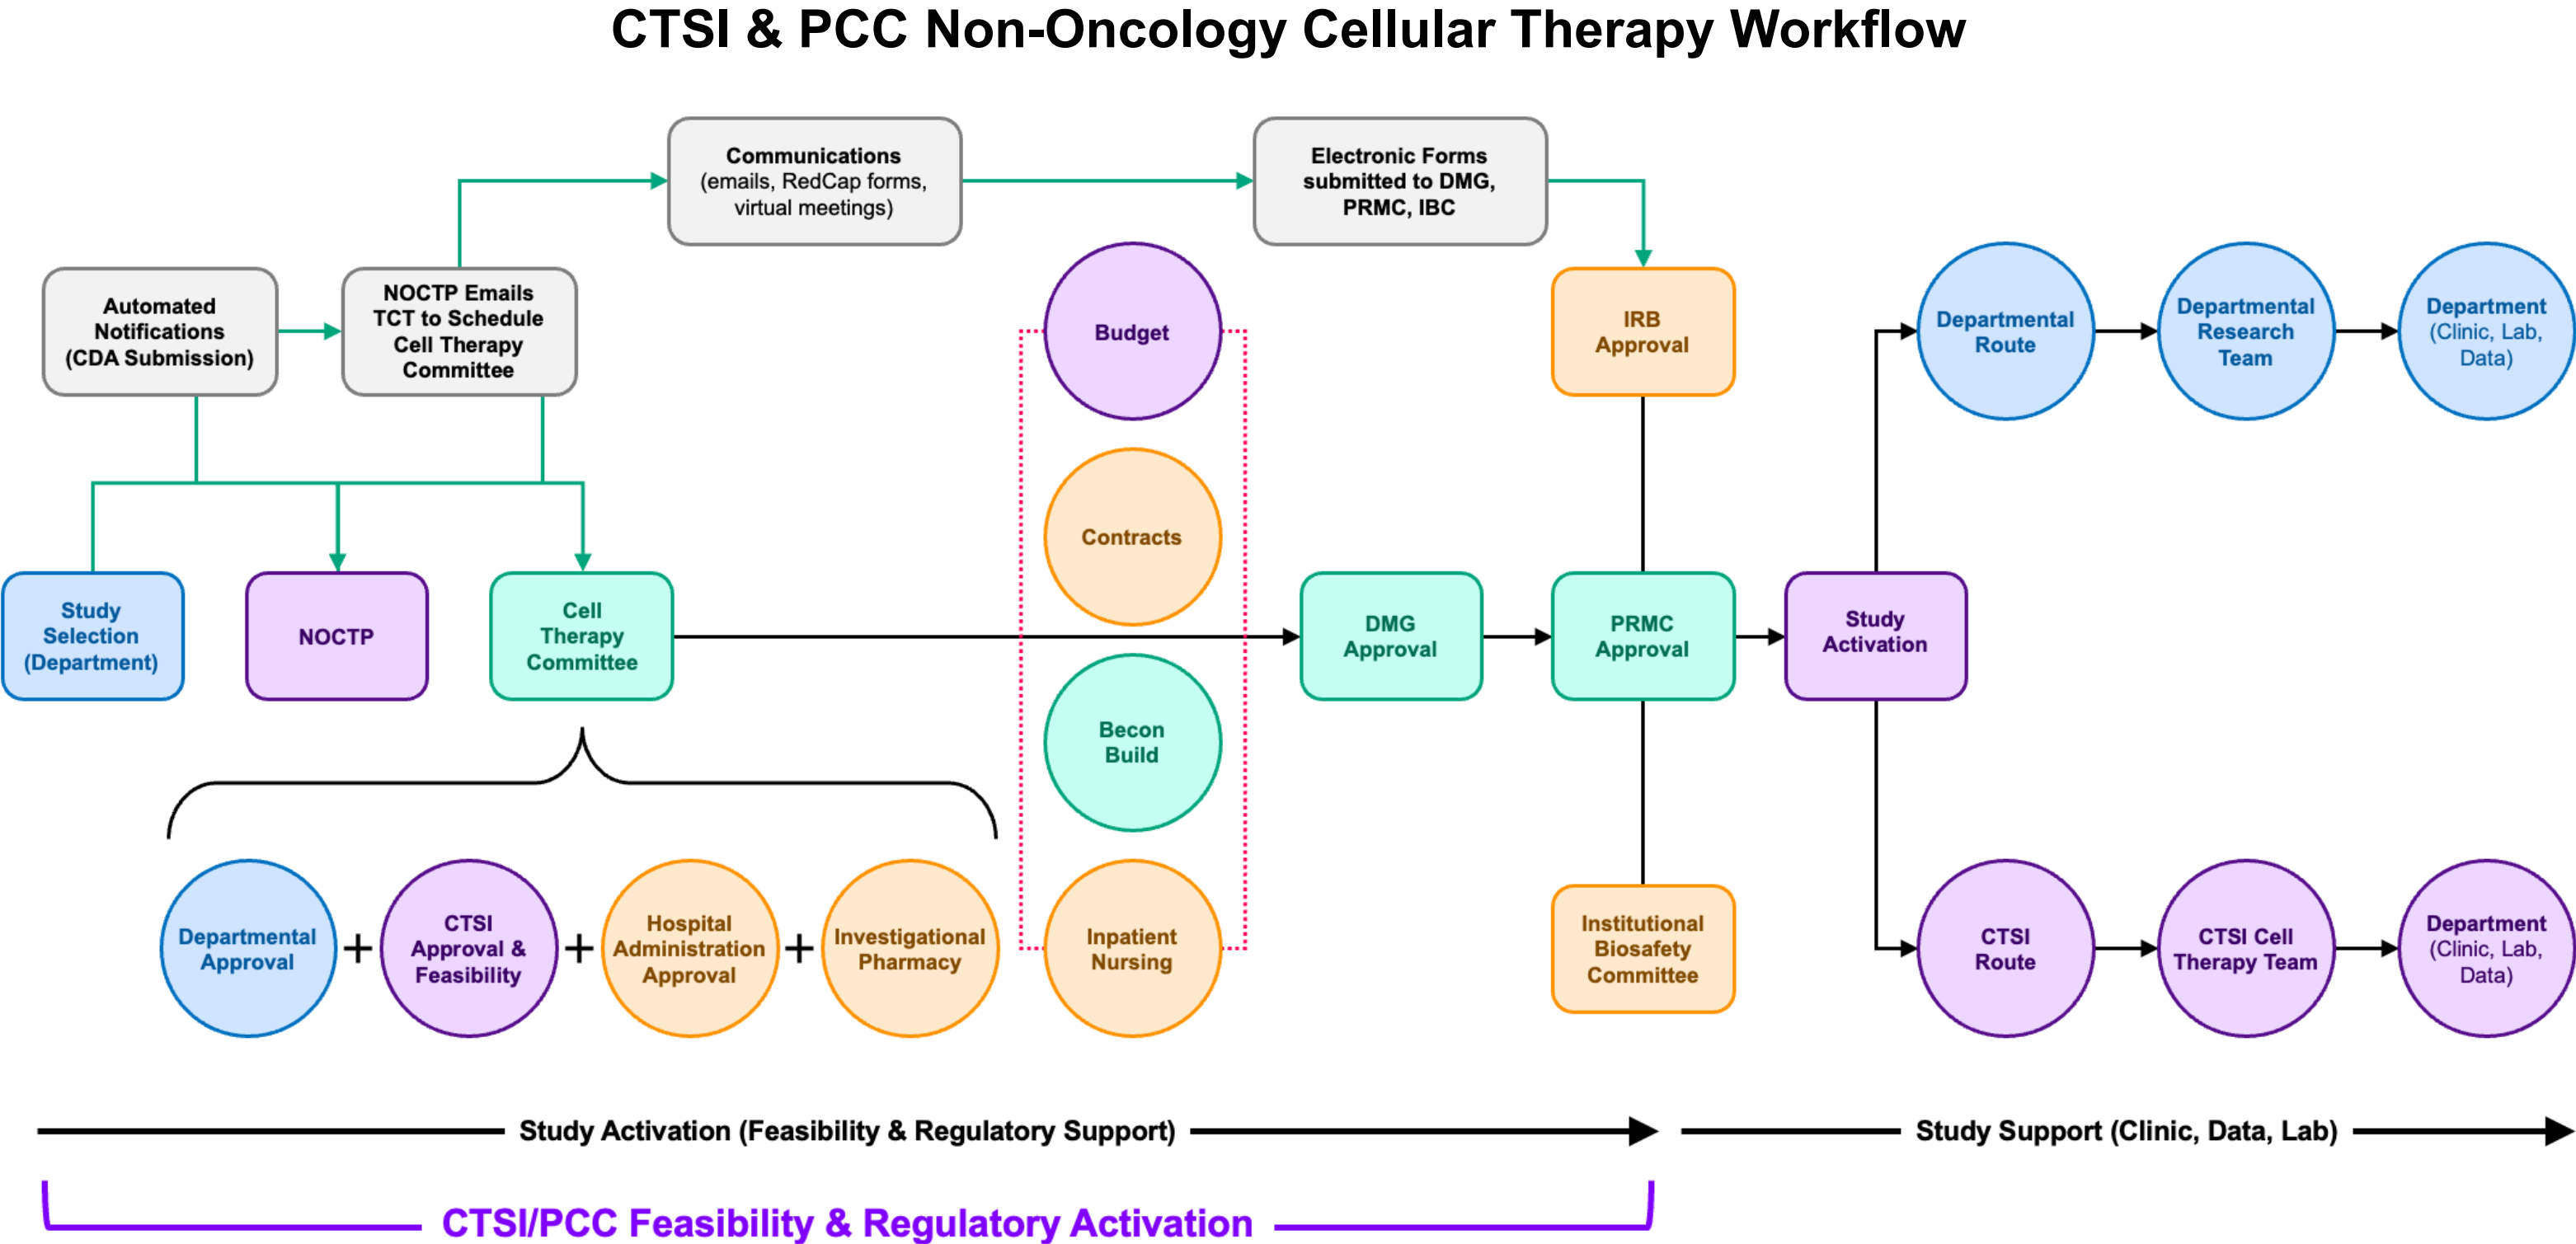 CTSI & PCC Non-Oncology Cellular Therapy Workflow
Communications
(emails, RedCap forms,
virtual meetings)
Electronic Forms
submitted to DMG,
PRMC, IBC
Automated
Notifications
(CDA Submission)
NOCTP Emails
TCT to Schedule
Cell Therapy
Committee
Budget
IRB
Approval
Departmental
Route
Departmental
Research
Team
Department
(Clinic, Lab,
Data)
Contracts
Study
Selection
(Department)
NOCTP
Cell
Therapy
Committee
DMG
Approval
PRMC
Approval
Study
Activation
Becon
Build
Departmental
Approval
+
CTSI
Approval &
Feasibility
+
Hospital
Administration
Approval
+
Investigational
Pharmacy
Inpatient
Nursing
Institutional
Biosafety
Committee
CTSI
Route
CTSI Cell
Therapy Team
Department
(Clinic, Lab,
Data)
Study Activation (Feasibility & Regulatory Support)
Study Support (Clinic, Data, Lab)
CTSI/PCC Feasibility & Regulatory Activation